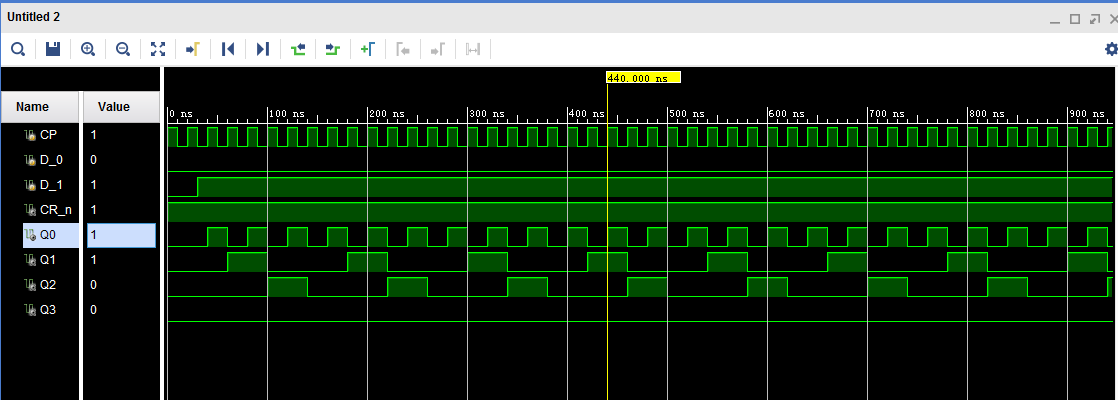 Untitled 2
440.000 ns
Name Value
0 ns 100 ns 200 ns 300 ns 400 ns 500 ns 600 ns 700 ns 800 ns 900 ns
CP 1
D_0 0
D_1 1
CR_n 1
Q0 1
Q1 1
Q2 0
Q3 0